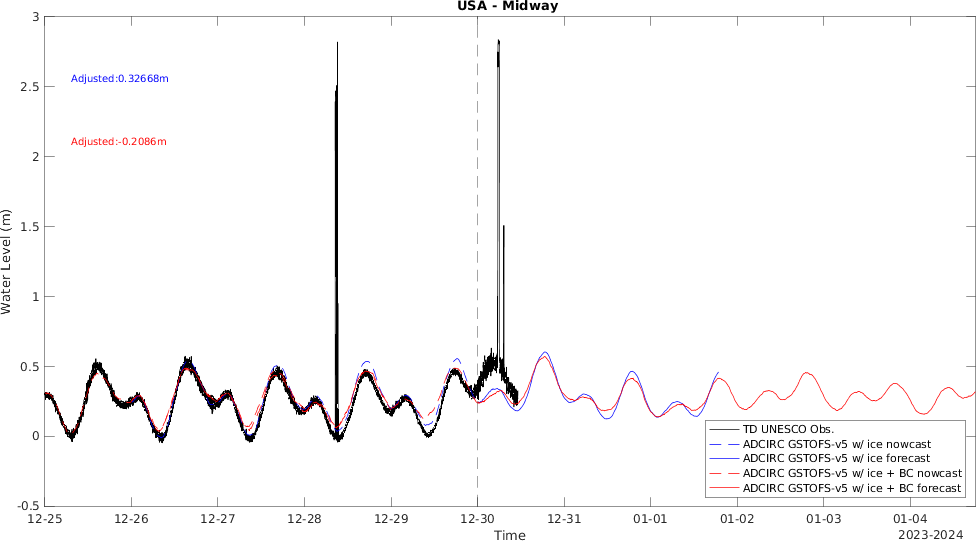 USA - Midway
3
2.5
2
1.5
1
0.5
0
-0.5
Water Level (m)
Adjusted:0.32668m
Adjusted:-0.2086m
TD UNESCO Obs.
ADCIRC GSTOFS-v5 w/ ice nowcast
ADCIRC GSTOFS-v5 w/ ice forecast
ADCIRC GSTOFS-v5 w/ ice + BC nowcast
ADCIRC GSTOFS-v5 w/ ice + BC forecast
12-25 12-26 12-27 12-28 12-29 12-30 12-31 01-01 01-02 01-03 01-04
Time
2023-2024